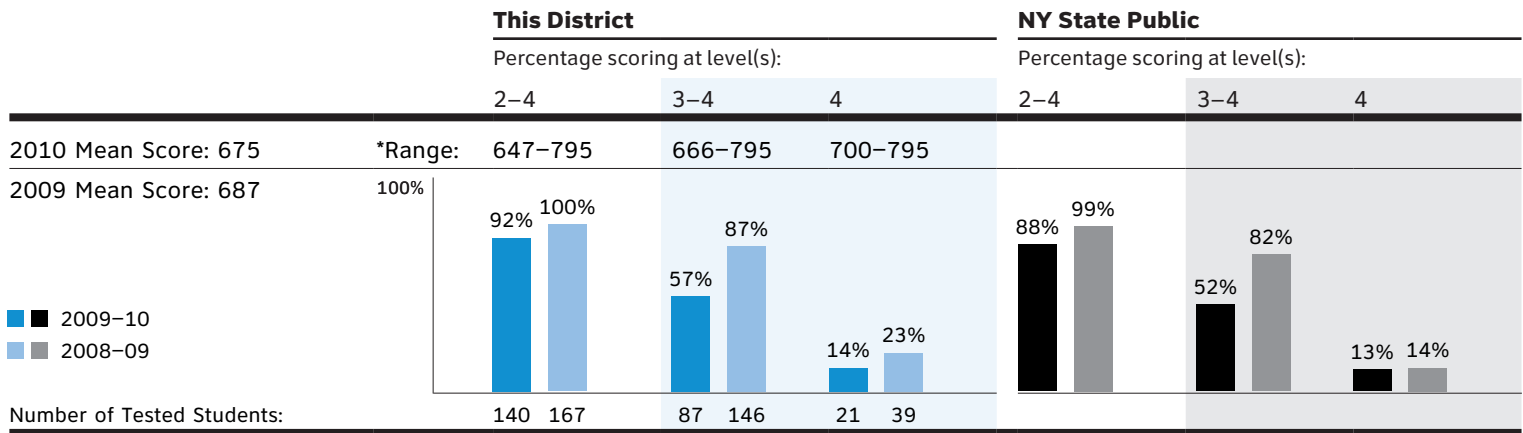 This District NY State Public
Percentage scoring at level(s): Percentage scoring at level(s):
2–4 3–4 4 2–4 3–4 4
2010 Mean Score: 675 *Range: 647–795 666–795 700–795
2009 Mean Score: 687 100%
92% 100% 87% 88% 99% 82%
57% 52%
14% 23% 13% 14%
2009–10
2008–09
Number of Tested Students: 140 167 87 146 21 39